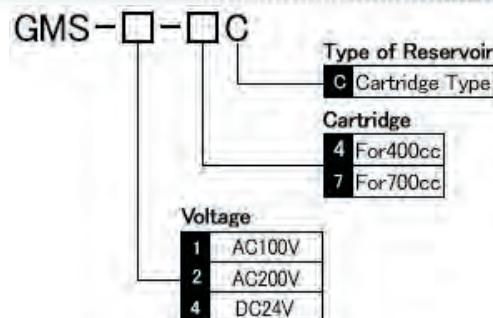 GMS-□-□C
Type of Reservoir
C Cartridge Type
Cartridge
4 For400cc
7 For700cc
Voltage
1 AC100V
2 AC200V
4 DC24V